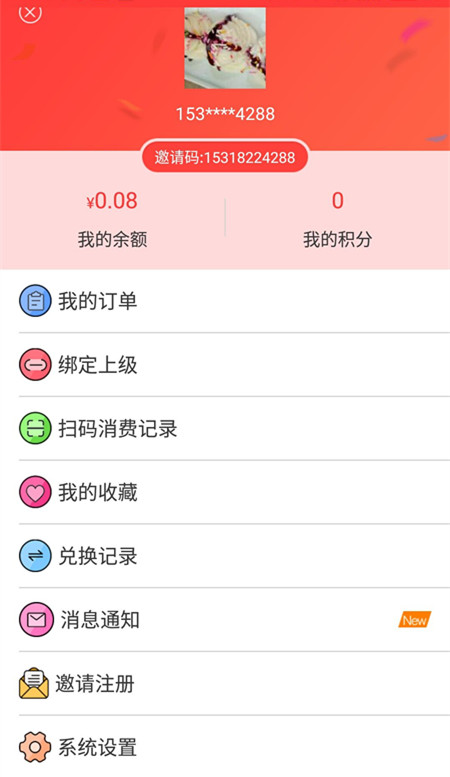 153****4288
邀请码:15318224288
¥0.08
0
我的余额
我的积分
我的订单
绑定上级
扫码消费记录
我的收藏
兑换记录
消息通知
New
邀请注册
系统设置